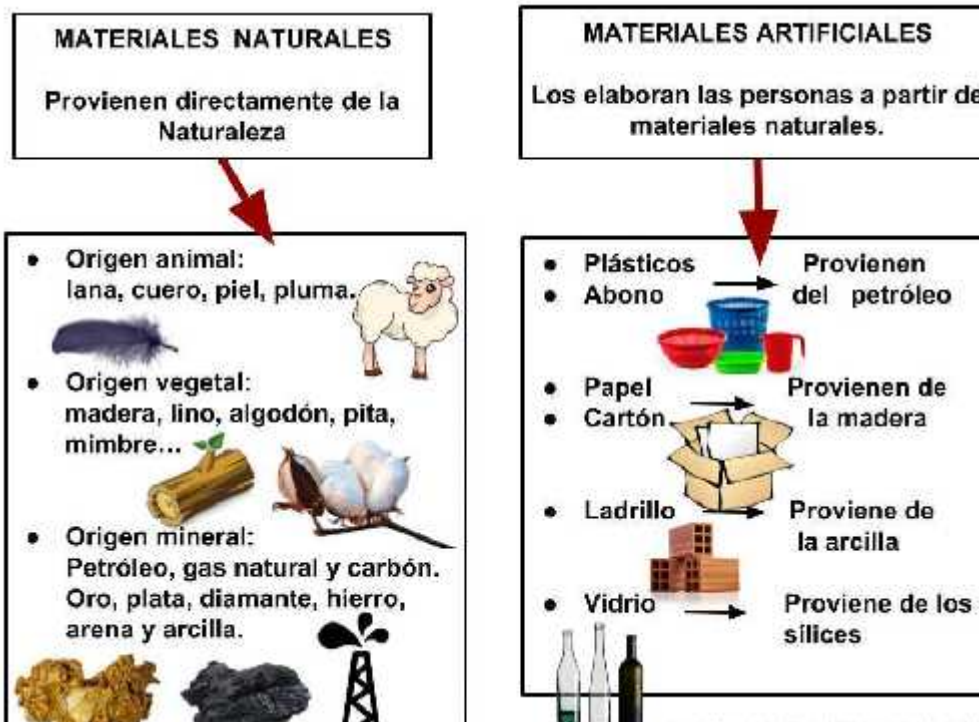 MATERIALES NATURALES
Provienen directamente de la
Naturaleza
• Origen animal:
lana, cuero, piel, pluma.
• Origen vegetal:
madera, lino, algodón, pita,
mimbre...
• Origen mineral:
Petróleo, gas natural y carbón.
Oro, plata, diamante, hierro,
arena y arcilla.
MATERIALES ARTIFICIALES
Los elaboran las personas a partir de
materiales naturales.
• Plásticos Provienen
• Abono del petróleo
• Papel Provienen de
• Cartón la madera
• Ladrillo Proviene de
la arcilla
• Vidrio Proviene de los
sílices